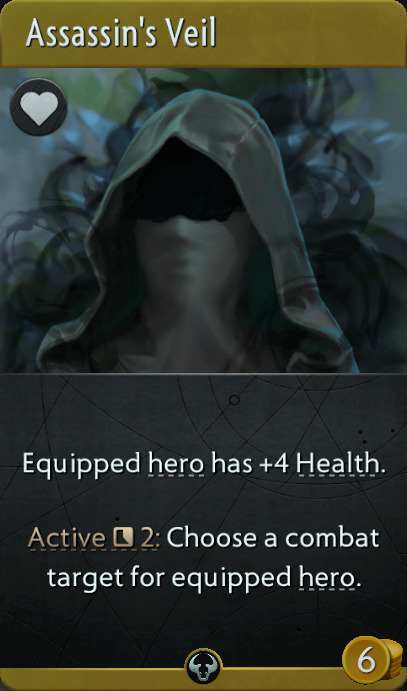 Assassin's Veil
Equipped hero has +4 Health.
Active 2: Choose a combat
target for equipped hero.
6